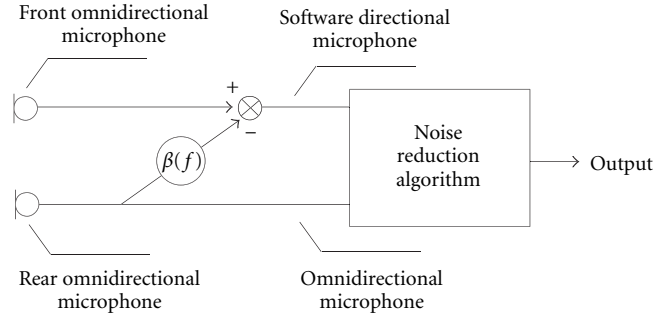 Front omnidirectional
microphone
Software directional
microphone
+
−
β(f)
Noise
reduction
algorithm
Output
Rear omnidirectional
microphone
Omnidirectional
microphone